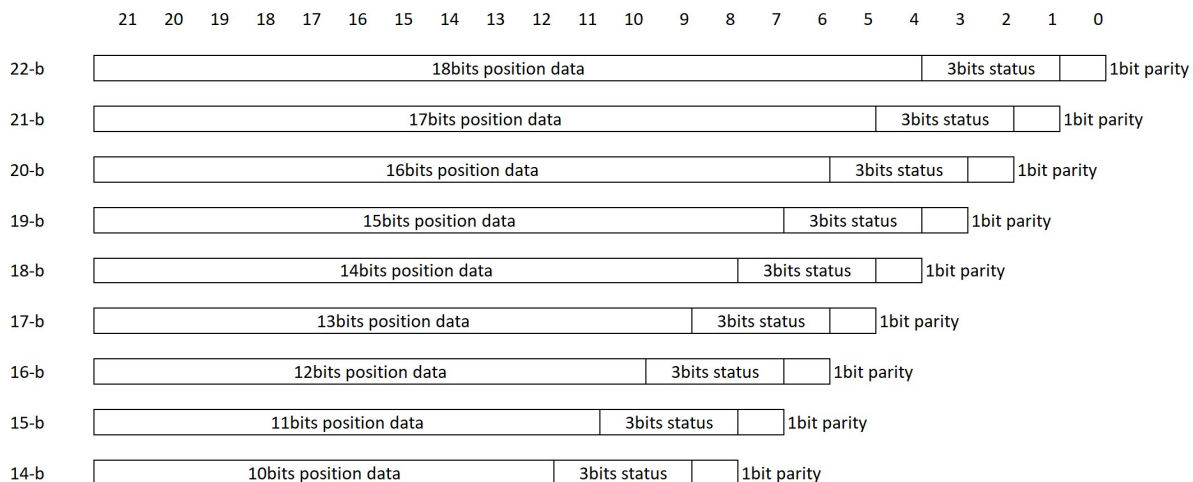 21 20 19 18 17 16 15 14 13 12 11 10 9 8 7 6 5 4 3 2 1 0
22-b 18bits position data 3bits status 1bit parity
21-b 17bits position data 3bits status 1bit parity
20-b 16bits position data 3bits status 1bit parity
19-b 15bits position data 3bits status 1bit parity
18-b 14bits position data 3bits status 1bit parity
17-b 13bits position data 3bits status 1bit parity
16-b 12bits position data 3bits status 1bit parity
15-b 11bits position data 3bits status 1bit parity
14-b 10bits position data 3bits status 1bit parity